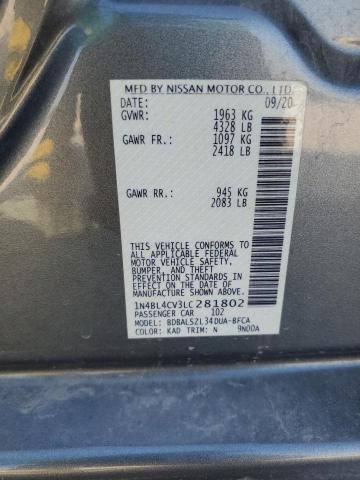 MFD BY NISSAN MOTOR CO., LTD.
DATE: 09/20
GVWR: 1963 KG
4328 LB
GAWR FR.: 1097 KG
2418 LB
GAWR RR.: 945 KG
2083 LB
THIS VEHICLE CONFORMS TO
ALL APPLICABLE FEDERAL
MOTOR VEHICLE SAFETY,
BUMPER, AND THEFT
PREVENTION STANDARDS
IN EFFECT ON THE DATE OF
MANUFACTURE SHOWN ABOVE.
1N4BL4CV3LC281802
PASSENGER CAR 102
MODEL: BDBALS2L34DUA-BFCA
COLOR: KAD TRIM: N 9N00A